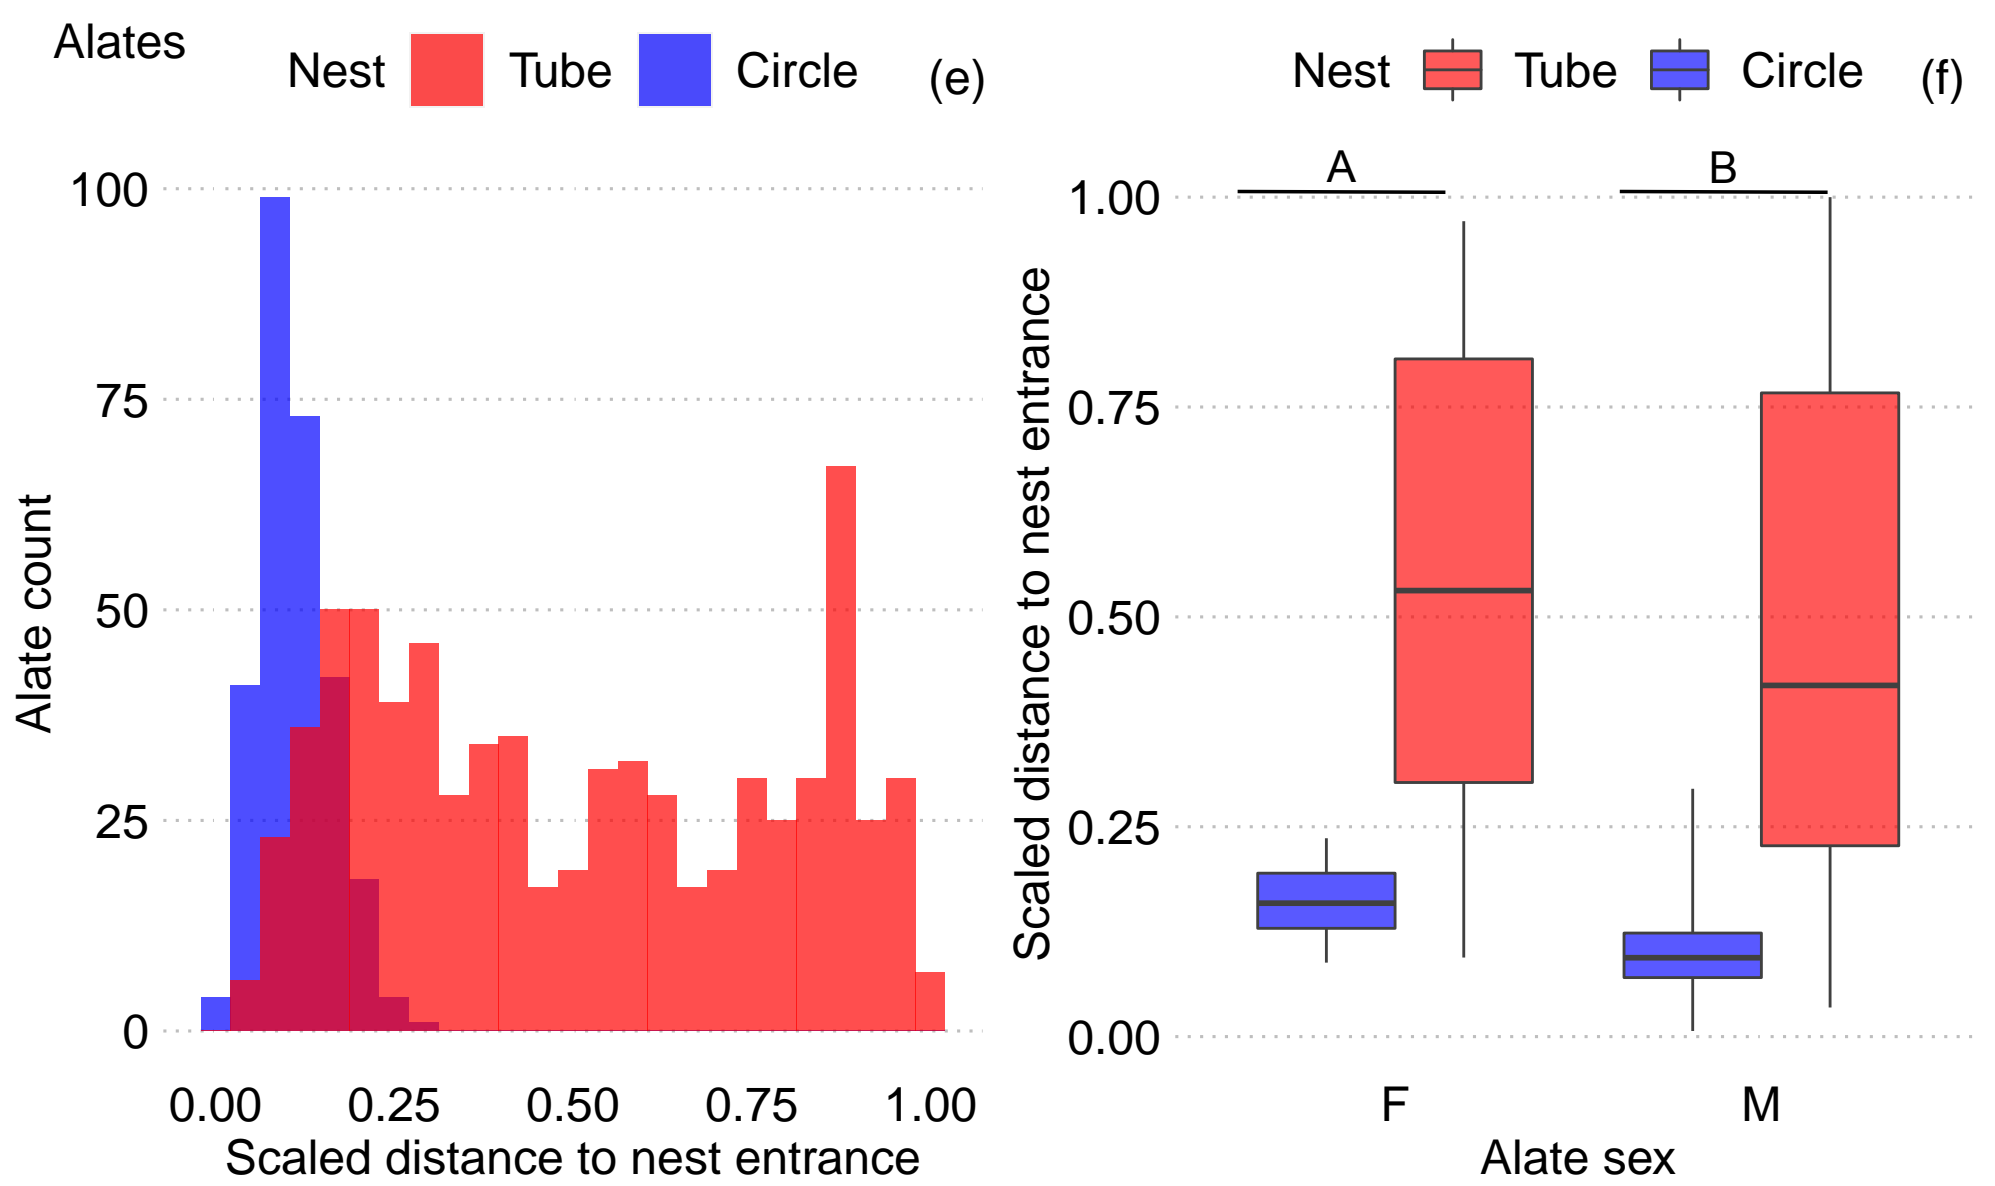 Alates
Nest Tube Circle (e)
100
75
50
25
0
Alate count
0.00 0.25 0.50 0.75 1.00
Scaled distance to nest entrance
Nest Tube Circle (f)
A B
1.00
0.75
0.50
0.25
0.00
Scaled distance to nest entrance
F M
Alate sex